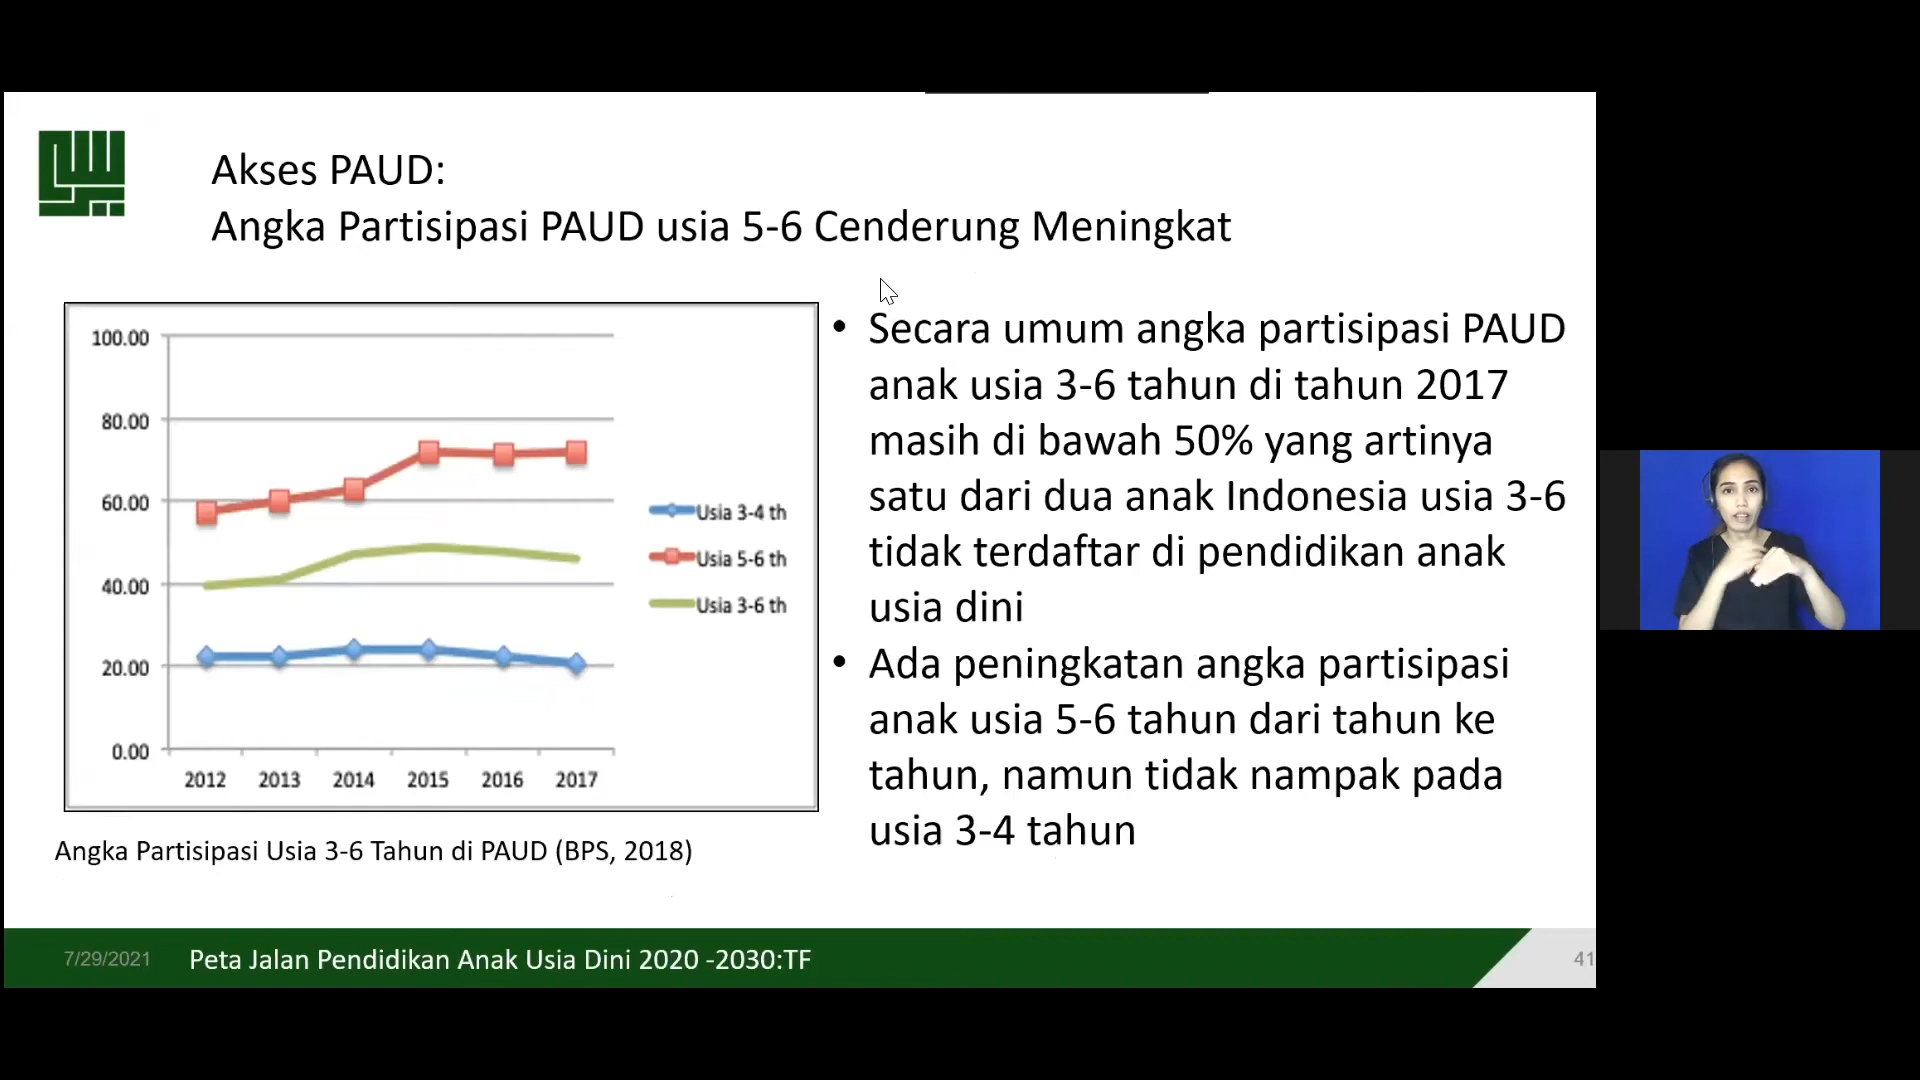 Akses PAUD:
Angka Partisipasi PAUD usia 5-6 Cenderung Meningkat
100.00
80.00
60.00
40.00
20.00
0.00
2012 2013 2014 2015 2016 2017
Usia 3-4 th
Usia 5-6 th
Usia 3-6 th
Angka Partisipasi Usia 3-6 Tahun di PAUD (BPS, 2018)
• Secara umum angka partisipasi PAUD
anak usia 3-6 tahun di tahun 2017
masih di bawah 50% yang artinya
satu dari dua anak Indonesia usia 3-6
tidak terdaftar di pendidikan anak
usia dini
• Ada peningkatan angka partisipasi
anak usia 5-6 tahun dari tahun ke
tahun, namun tidak nampak pada
usia 3-4 tahun
7/29/2021 Peta Jalan Pendidikan Anak Usia Dini 2020 -2030:TF 41